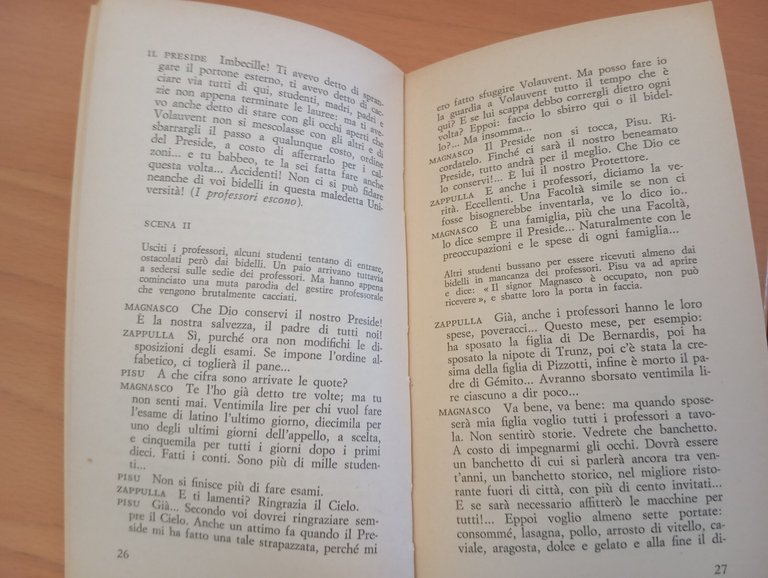 IL PRESIDE Imbecille! Ti avevo detto di spran-
gare il portone esterno, ti avevo detto di cac-
ciare via tutti di qui, studenti, madri, padri e
zie non appena terminate le lauree: ma ti ave-
vo anche detto di stare con gli occhi aperti che
Volauvent non si mescolasse con gli altri e di
sbarrargli il passo a qualunque costo, ordine
del Preside, a costo di afferrarlo per i cal-
zoni... e tu babbeo, te la sei fatta fare anche
questa volta... Accidenti! Non ci si può fidare
neanche di voi bidelli in questa maledetta Uni-
versità! (I professori escono).
SCENA II
Usciti i professori, alcuni studenti tentano di entrare,
ostacolati però dai bidelli. Un paio arrivano tuttavia
a sedersi sulle sedie dei professori. Ma hanno appena
cominciato una muta parodia del gestire professorale
che vengono brutalmente cacciati.
MAGNASCO Che Dio conservi il nostro Preside!
È la nostra salvezza, il padre di tutti noi!
ZAPPULLA Sì, purché ora non modifichi le di-
sposizioni degli esami. Se impone l'ordine al-
fabetico, ci toglierà il pane...
PISU A che cifra sono arrivate le quote?
MAGNASCO Te l'ho già detto tre volte; ma tu
non senti mai. Ventimila lire per chi vuol fare
l'esame di latino l'ultimo giorno, diecimila per
uno degli ultimi giorni dell'appello, a scelta,
e cinquemila per tutti i giorni dopo i primi
dieci. Fatti i conti. Sono più di mille studen-
ti...
PISU Non si finisce più di fare esami.
ZAPPULLA E ti lamenti? Ringrazia il Cielo.
PISU Già... Secondo voi dovrei ringraziare sem-
pre il Cielo. Anche un attimo fa quando il Pre-
side mi ha fatto una tale strapazzata, perché mi
26
ero fatto sfuggire Volauvent. Ma posso fare io
la guardia a Volauvent tutto il tempo che è
qui? E se lui scappa debbo corrergli dietro ogni
volta? Eppoi: faccio lo sbirro qui o il bidel-
lo?... Ma insomma...
MAGNASCO Il Preside non si tocca, Pisu. Ri-
cordatelo. Finché ci sarà il nostro beneamato
Preside, tutto andrà per il meglio. Che Dio ce
lo conservi!... È lui il nostro Protettore.
ZAPPULLA E anche i professori, diciamo la ve-
rità. Eccellenti. Una Facoltà simile se non ci
fosse bisognerebbe inventarla, ve lo dico io..
MAGNASCO È una famiglia, più che una Facoltà,
lo dice sempre il Preside... Naturalmente con le
preoccupazioni e le spese di ogni famiglia...
Altri studenti bussano per essere ricevuti almeno dai
bidelli in mancanza dei professori. Pisu va ad aprire
e dice: « Il signor Magnasco è occupato, non può
ricevere », e sbatte loro la porta in faccia.
ZAPPULLA Già, anche i professori hanno le loro
spese, poveracci... Questo mese, per esempio:
ha sposato la figlia di De Bernardis, poi ha
sposato la nipote di Trunz, poi c'è stata la cre-
sima della figlia di Pizzotti, infine è morto il pa-
dre di Gémito... Avranno sborsato ventimila li-
re ciascuno a dir poco...
MAGNASCO Va bene, va bene: ma quando spose-
rà mia figlia voglio tutti i professori a tavo-
la. Non sentirò storie. Vedrete che banchetto.
A costo di impegnarmi gli occhi. Dovrà essere
un banchetto di cui si parlerà ancora tra ven-
t'anni, un banchetto storico, nel migliore risto-
rante fuori di città, con più di cento invitati...
E se sarà necessario affitterò le macchine per
tutti!... Eppoi voglio almeno sette portate:
consommé, lasagna, pollo, arrosto di vitello, ca-
viale, aragosta, dolce e gelato e alla fine il di-
27